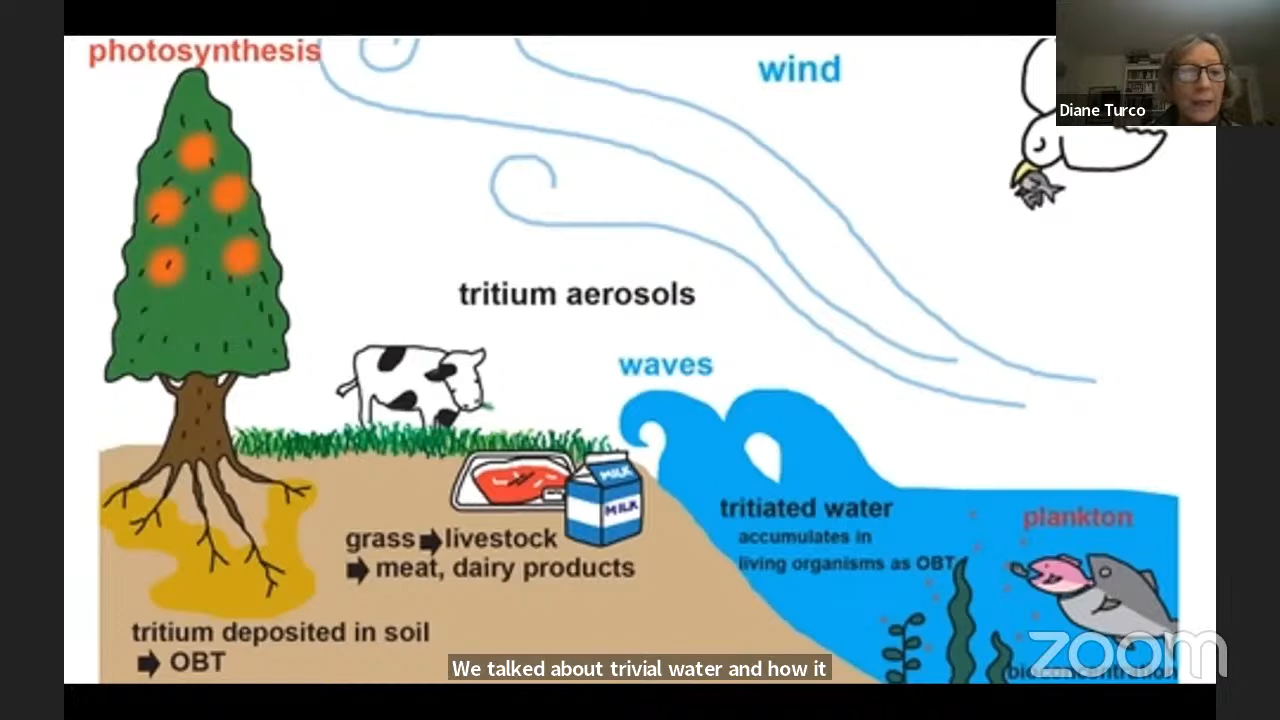 photosynthesis
wind
Diane Turco
tritium aerosols
waves
MILK
MILK
tritiated water
accumulates in
living organisms as OBT
plankton
grass livestock
meat, dairy products
tritium deposited in soil
OBT
bioconcentration
zoom
We talked about trivial water and how it